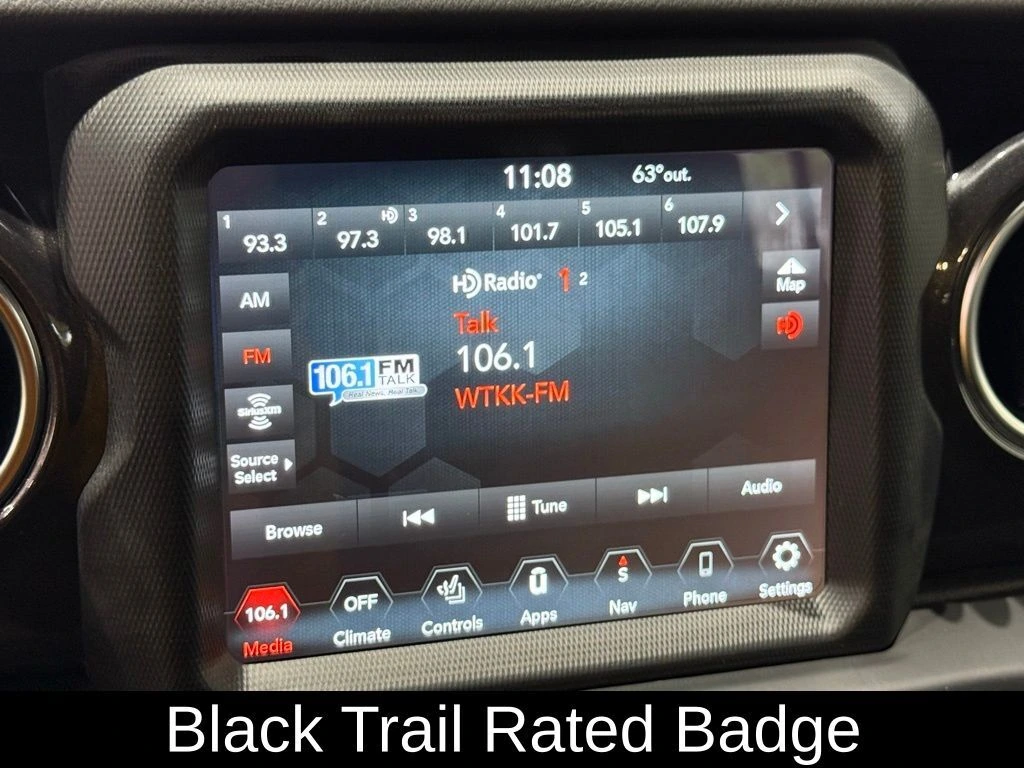 11:08 63°out.
1 93.3 2 97.3 HD 3 98.1 4 101.7 5 105.1 6 107.9
AM
HD Radio 1 2
Map
FM
Talk
HD
106.1 FM
TALK
Real News. Real Talk.
106.1
WTKK-FM
SiriusXM
Source
Select
Browse Tune Audio
106.1 OFF S
Media Climate Controls Apps Nav Phone Settings
Black Trail Rated Badge